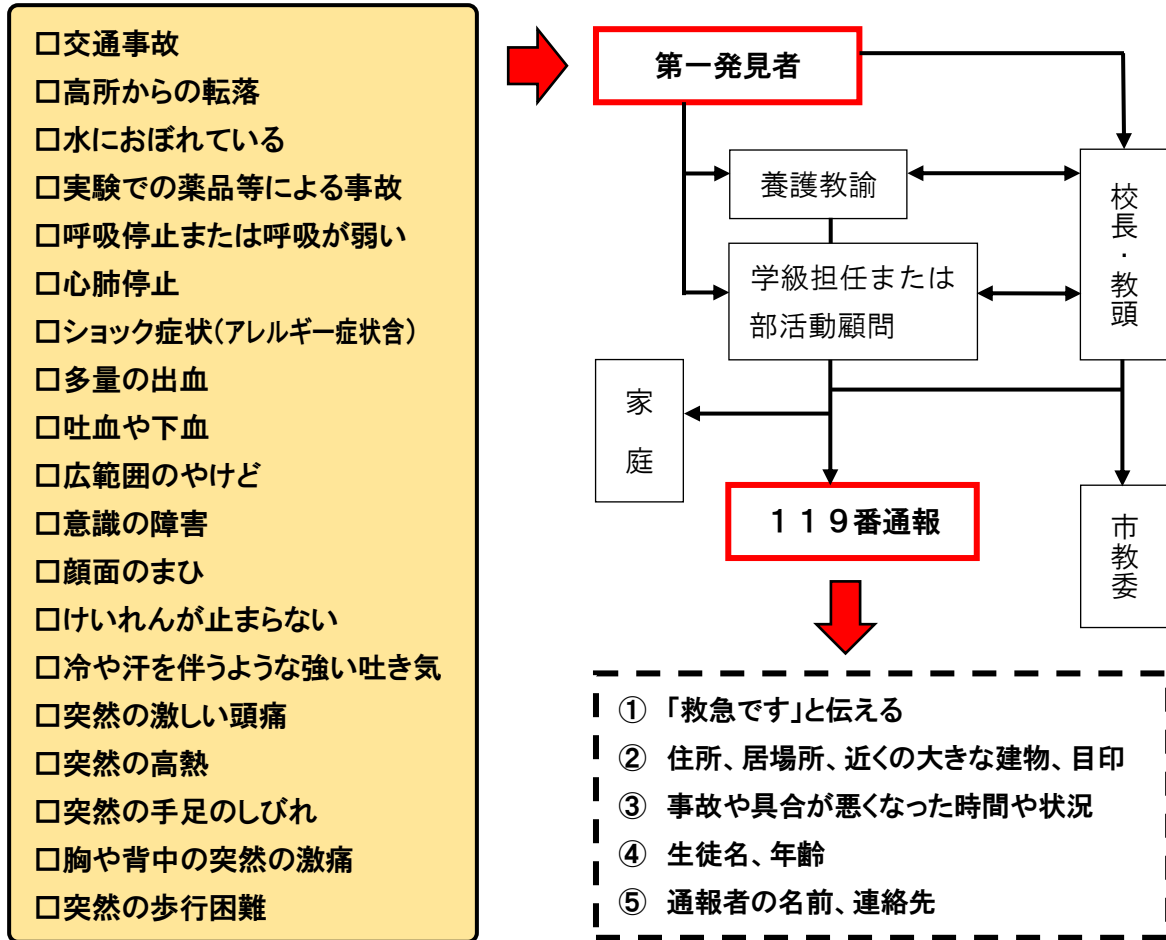 □交通事故
□高所からの転落
□水におぼれている
□実験での薬品等による事故
□呼吸停止または呼吸が弱い
□心肺停止
□ショック症状(アレルギー症状含)
□多量の出血
□吐血や下血
□広範囲のやけど
□意識の障害
□顔面のまひ
□けいれんが止まらない
□冷や汗を伴うような強い吐き気
□突然の激しい頭痛
□突然の高熱
□突然の手足のしびれ
□胸や背中の突然の激痛
□突然の歩行困難
第一発見者
養護教諭
学級担任または
部活動顧問
校長・教頭
家庭
119番通報
市教委
① 「救急です」と伝える
② 住所、居場所、近くの大きな建物、目印
③ 事故や具合が悪くなった時間や状況
④ 生徒名、年齢
⑤ 通報者の名前、連絡先